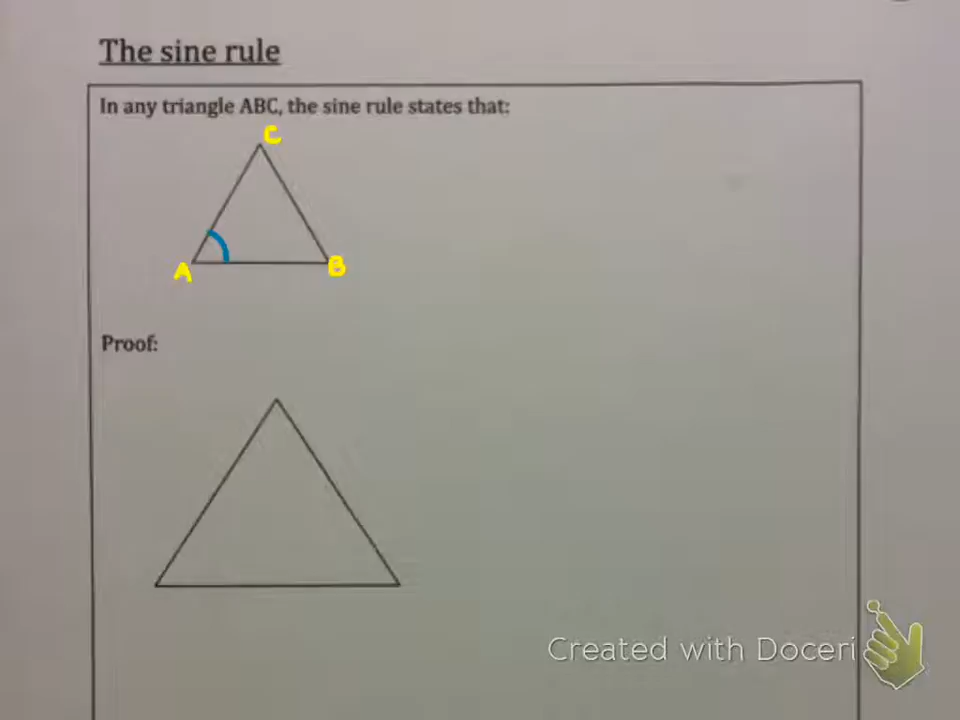 The sine rule
In any triangle ABC, the sine rule states that:
C
A
B
Proof:
Created with Doceri